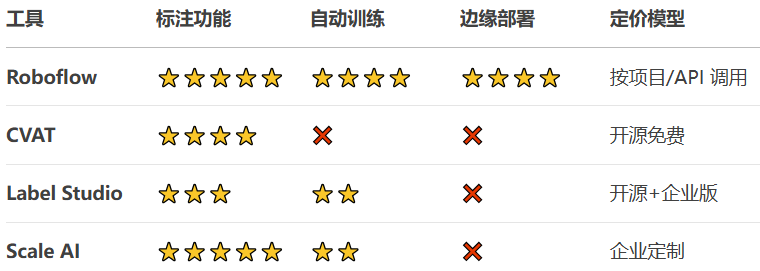 工具 标注功能 自动训练 边缘部署 定价模型
Roboflow ⭐⭐⭐⭐⭐ ⭐⭐⭐⭐ ⭐⭐⭐⭐ 按项目/API 调用
CVAT ⭐⭐⭐⭐ ❌ ❌ 开源免费
Label Studio ⭐⭐⭐ ⭐⭐ ❌ 开源+企业版
Scale AI ⭐⭐⭐⭐⭐ ⭐⭐ ❌ 企业定制